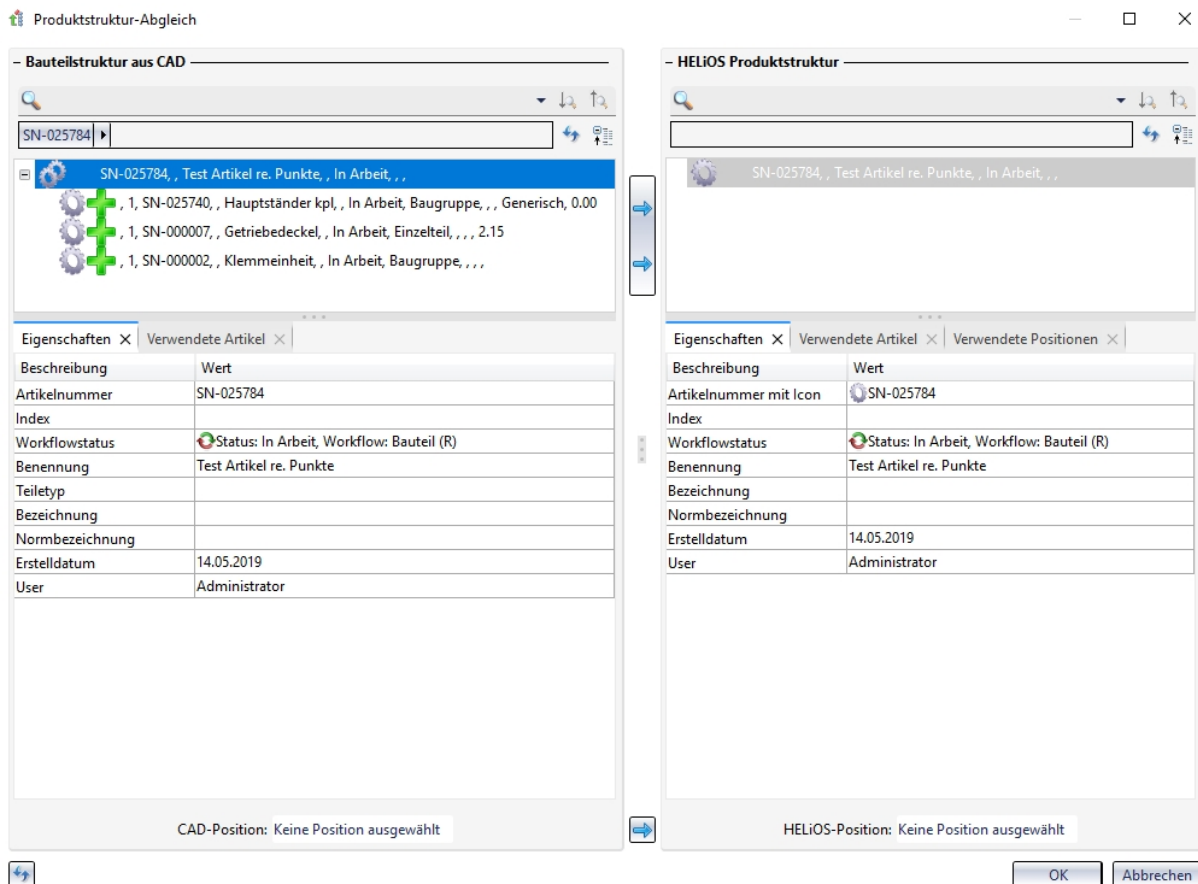 Produktstruktur-Abgleich
Bauteilstruktur aus CAD
SN-025784
SN-025784, , Test Artikel re. Punkte, , In Arbeit, , ,
, 1, SN-025740, , Hauptständer kpl, , In Arbeit, Baugruppe, , , Generisch, 0.00
, 1, SN-000007, , Getriebedeckel, , In Arbeit, Einzelteil, , , , 2.15
, 1, SN-000002, , Klemmeinheit, , In Arbeit, Baugruppe, , , ,
Eigenschaften Verwendete Artikel
Beschreibung Wert
Artikelnummer SN-025784
Index
Workflowstatus Status: In Arbeit, Workflow: Bauteil (R)
Benennung Test Artikel re. Punkte
Teiletyp
Bezeichnung
Normbezeichnung
Erstelldatum 14.05.2019
User Administrator
CAD-Position: Keine Position ausgewählt
HELiOS Produktstruktur
SN-025784, , Test Artikel re. Punkte, , In Arbeit, , ,
Eigenschaften Verwendete Artikel Verwendete Positionen
Beschreibung Wert
Artikelnummer mit Icon SN-025784
Index
Workflowstatus Status: In Arbeit, Workflow: Bauteil (R)
Benennung Test Artikel re. Punkte
Bezeichnung
Normbezeichnung
Erstelldatum 14.05.2019
User Administrator
HELiOS-Position: Keine Position ausgewählt
OK Abbrechen